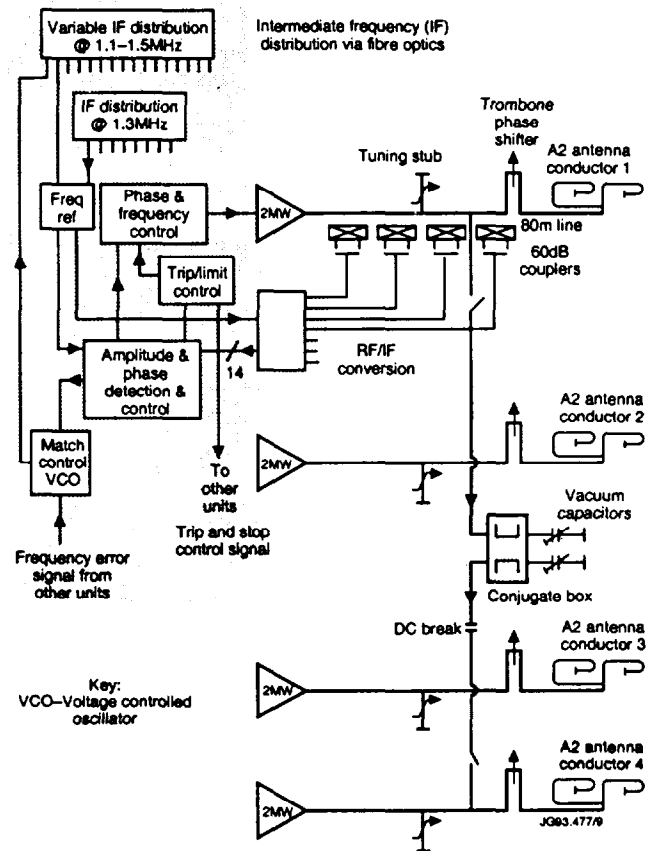 Variable IF distribution
@ 1.1–1.5MHz
Intermediate frequency (IF)
distribution via fibre optics
IF distribution
@ 1.3MHz
Trombone
phase
shifter
Tuning stub
A2 antenna
conductor 1
Freq
ref
Phase &
frequency
control
2MW
80m line
60dB
couplers
Trip/limit
control
RF/IF
conversion
Amplitude &
phase
detection &
control
14
A2 antenna
conductor 2
Match
control
VCO
2MW
To
other
units
Trip and stop
control signal
Vacuum
capacitors
Frequency error
signal from
other units
Conjugate box
DC break
A2 antenna
conductor 3
Key:
VCO–Voltage controlled
oscillator
2MW
A2 antenna
conductor 4
2MW
JG93.477/9